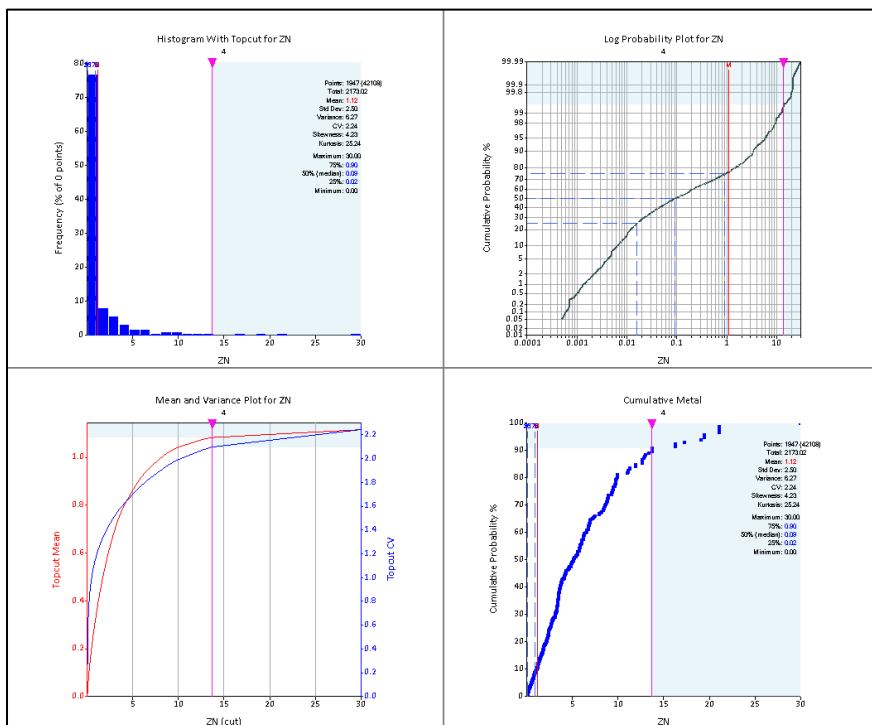 Histogram With Topcut for ZN
4
80
70
60
50
40
30
20
10
0
Frequency (% of 0 points)
0
5
10
15
20
25
30
ZN
Points: 1947 (42108)
Total: 2173.02
Mean: 1.12
Std Dev: 2.50
Variance: 6.27
CV: 2.24
Skewness: 4.23
Kurtosis: 25.24
Maximum: 30.00
75%: 0.90
50% (median): 0.09
25%: 0.02
Minimum: 0.00
Log Probability Plot for ZN
4
M
99.99
99.9
99.8
99
98
95
90
80
70
60
50
40
30
20
10
5
2
1
0.5
0.2
0.1
0.05
0.02
0.01
Cumulative Probability %
0.0001
0.001
0.01
0.1
1
10
ZN
Mean and Variance Plot for ZN
4
1.0
0.8
0.6
0.4
0.2
0.0
Topcut Mean
2.2
2.0
1.8
1.6
1.4
1.2
1.0
0.8
0.6
0.4
0.2
0.0
Topcut CV
5
10
15
20
25
30
ZN (cut)
Cumulative Metal
4
100
90
80
70
60
50
40
30
20
10
0
Cumulative Probability %
5
10
15
20
25
30
ZN
Points: 1947 (42108)
Total: 2173.02
Mean: 1.12
Std Dev: 2.50
Variance: 6.27
CV: 2.24
Skewness: 4.23
Kurtosis: 25.24
Maximum: 30.00
75%: 0.90
50% (median): 0.09
25%: 0.02
Minimum: 0.00